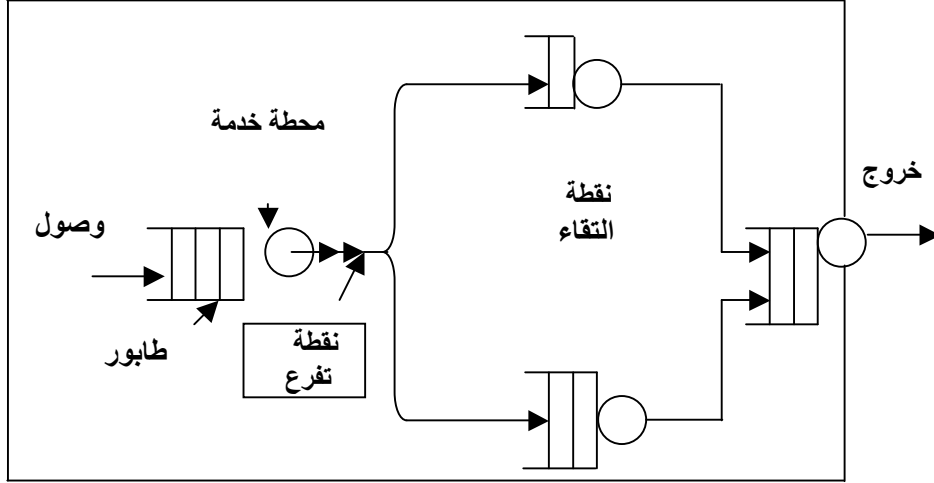 محطة خدمة
خروج
نقطة
التقاء
وصول
طابور
نقطة
تفرع